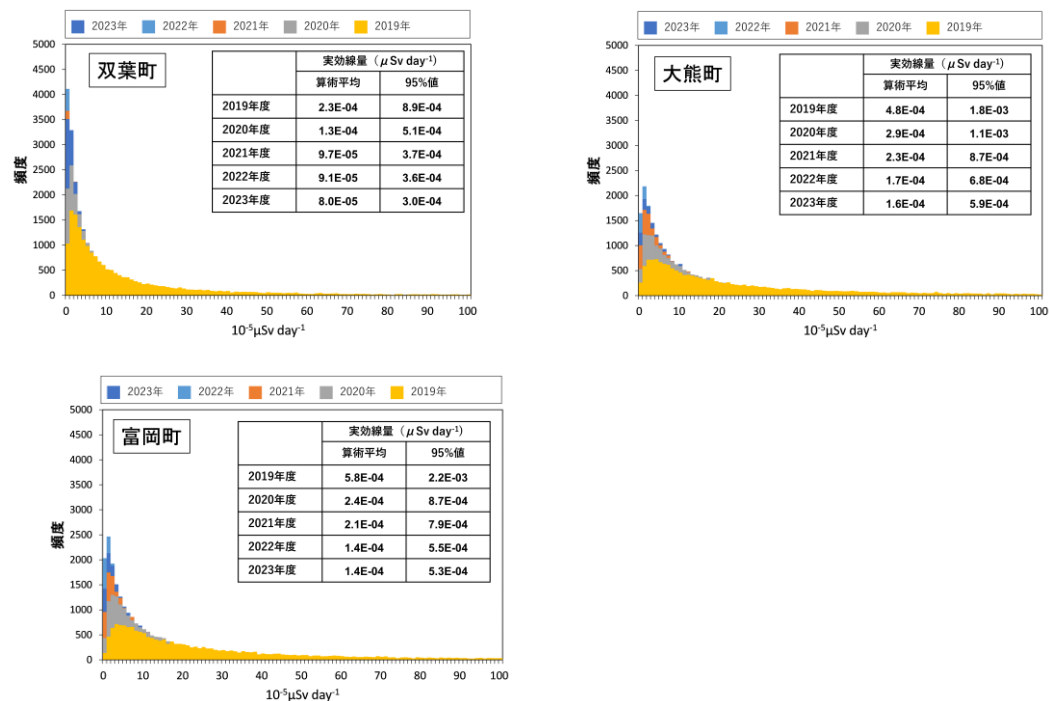 2023年 2022年 2021年 2020年 2019年
双葉町
頻度
5000
4500
4000
3500
3000
2500
2000
1500
1000
500
0
0 10 20 30 40 50 60 70 80 90 100
10⁻⁵μSv day⁻¹
実効線量(μ Sv day⁻¹)
算術平均 95%値
2019年度 2.3E-04 8.9E-04
2020年度 1.3E-04 5.1E-04
2021年度 9.7E-05 3.7E-04
2022年度 9.1E-05 3.6E-04
2023年度 8.0E-05 3.0E-04
2023年 2022年 2021年 2020年 2019年
大熊町
頻度
5000
4500
4000
3500
3000
2500
2000
1500
1000
500
0
0 10 20 30 40 50 60 70 80 90 100
10⁻⁵μSv day⁻¹
実効線量(μ Sv day⁻¹)
算術平均 95%値
2019年度 4.8E-04 1.8E-03
2020年度 2.9E-04 1.1E-03
2021年度 2.3E-04 8.7E-04
2022年度 1.7E-04 6.8E-04
2023年度 1.6E-04 5.9E-04
2023年 2022年 2021年 2020年 2019年
富岡町
頻度
5000
4500
4000
3500
3000
2500
2000
1500
1000
500
0
0 10 20 30 40 50 60 70 80 90 100
10⁻⁵μSv day⁻¹
実効線量(μ Sv day⁻¹)
算術平均 95%値
2019年度 5.8E-04 2.2E-03
2020年度 2.4E-04 8.7E-04
2021年度 2.1E-04 7.9E-04
2022年度 1.4E-04 5.5E-04
2023年度 1.4E-04 5.3E-04